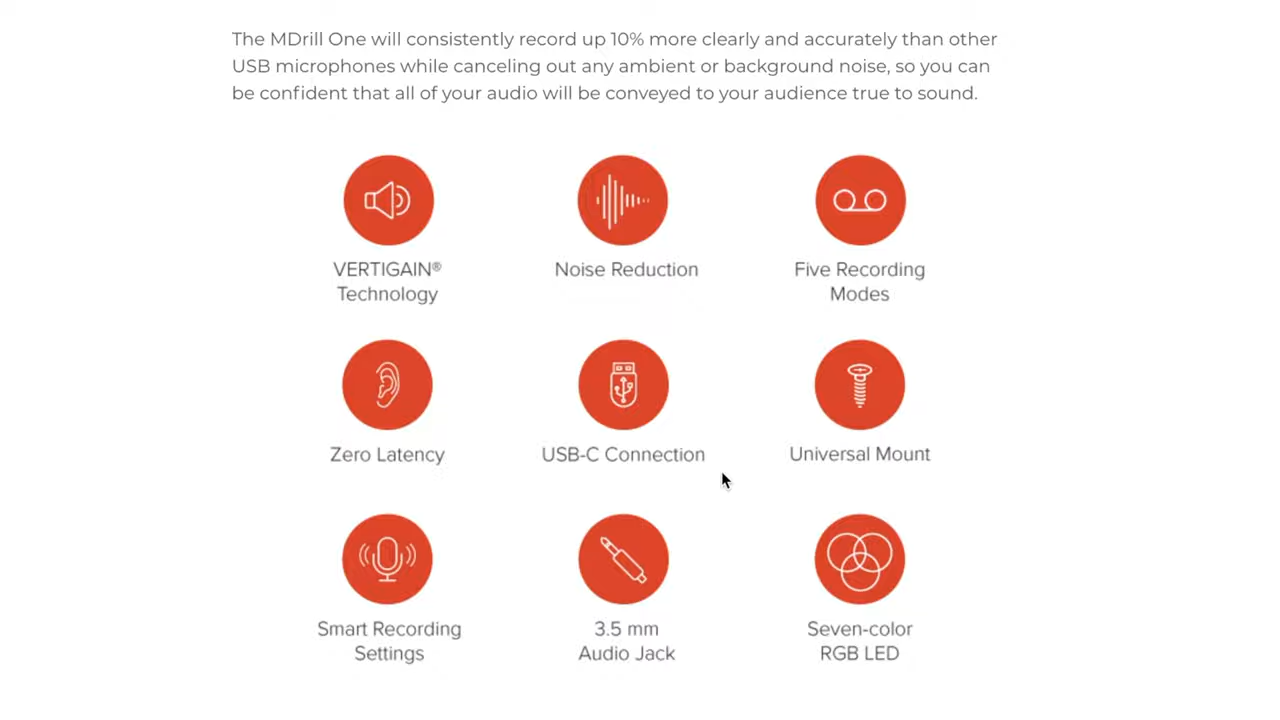 The MDrill One will consistently record up 10% more clearly and accurately than other
USB microphones while canceling out any ambient or background noise, so you can
be confident that all of your audio will be conveyed to your audience true to sound.
VERTIGAIN®
Technology
Noise Reduction
Five Recording
Modes
Zero Latency
USB-C Connection
Universal Mount
Smart Recording
Settings
3.5 mm
Audio Jack
Seven-color
RGB LED